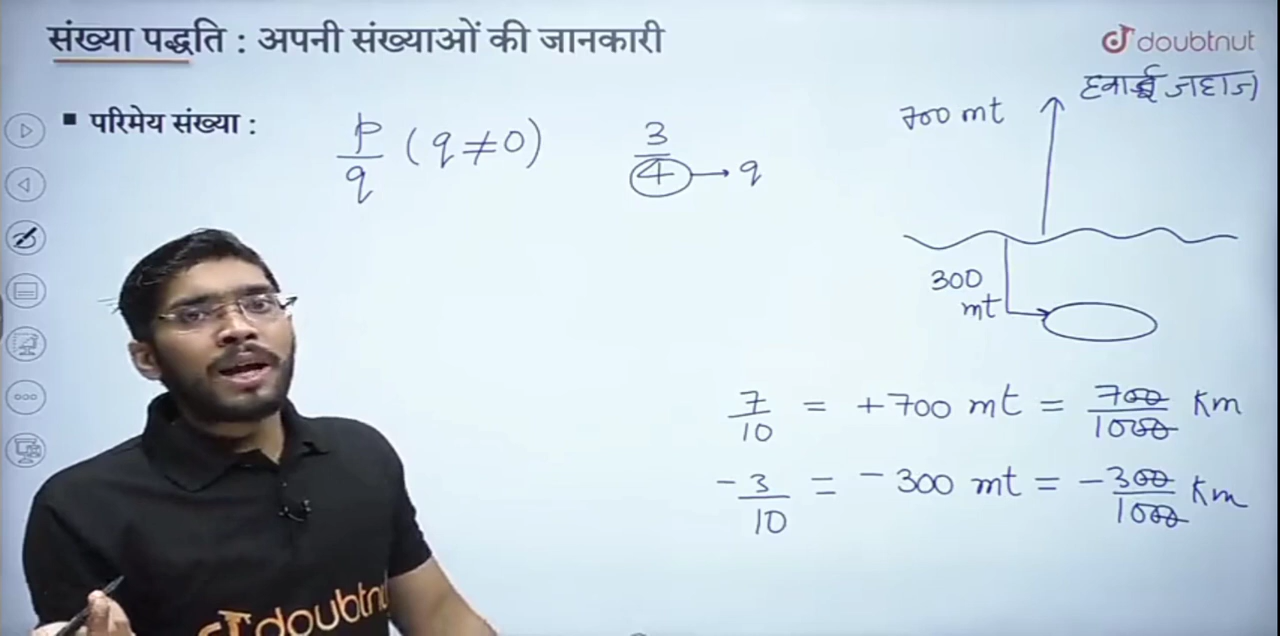 संख्या पद्धति : अपनी संख्याओं की जानकारी
doubtnut
हवाई जहाज
700 mt
▪ परिमेय संख्या :
p/q (q ≠ 0)
3/4 → q
300
mt
7/10 = +700 mt = 700/1000 Km
-3/10 = -300 mt = -300/1000 Km
doubtnu